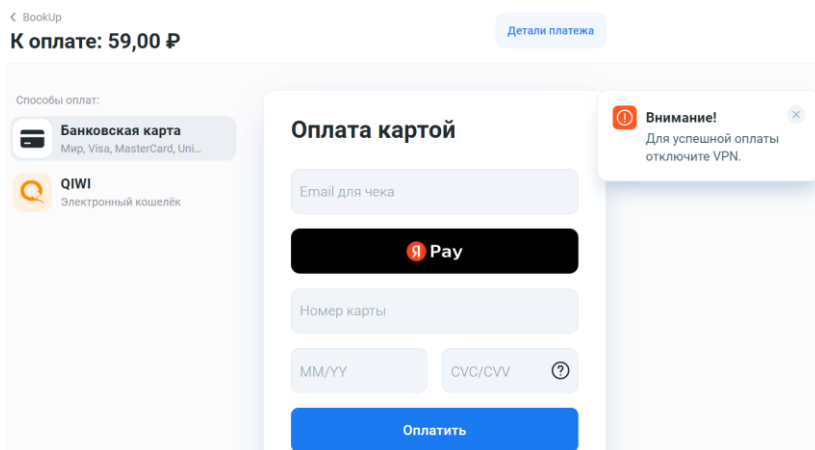 BookUp
К оплате: 59,00 ₽
Детали платежа
Способы оплат:
Банковская карта
Мир, Visa, MasterCard, Uni...
QIWI
Электронный кошелёк
Оплата картой
Email для чека
Я Pay
Номер карты
MM/YY
CVC/CVV
?
Оплатить
Внимание!
Для успешной оплаты
отключите VPN.